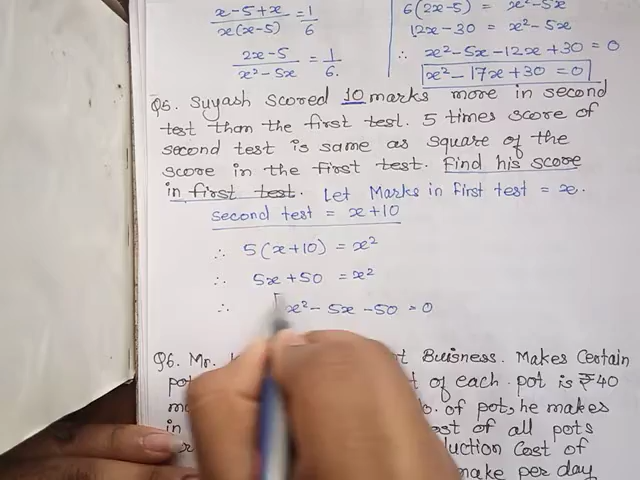 x-5+x / x(x-5) = 1/6
2x-5 / x²-5x = 1/6.
6(2x-5) = x²-5x
12x-30 = x²-5x
∴ x²-5x-12x+30 = 0
x²-17x+30 = 0
Q5. Suyash scored 10 marks more in second
test than the first test. 5 times score of
second test is same as square of the
score in the first test. Find his score
in first test. Let Marks in first test = x.
second test = x+10
∴ 5(x+10) = x²
∴ 5x+50 = x²
∴ x²-5x-50 = 0
Q6. Mr. Buisness. Makes Certain
of each pot is ₹40
of pot, he makes
in of all pots
Cost of
make per day